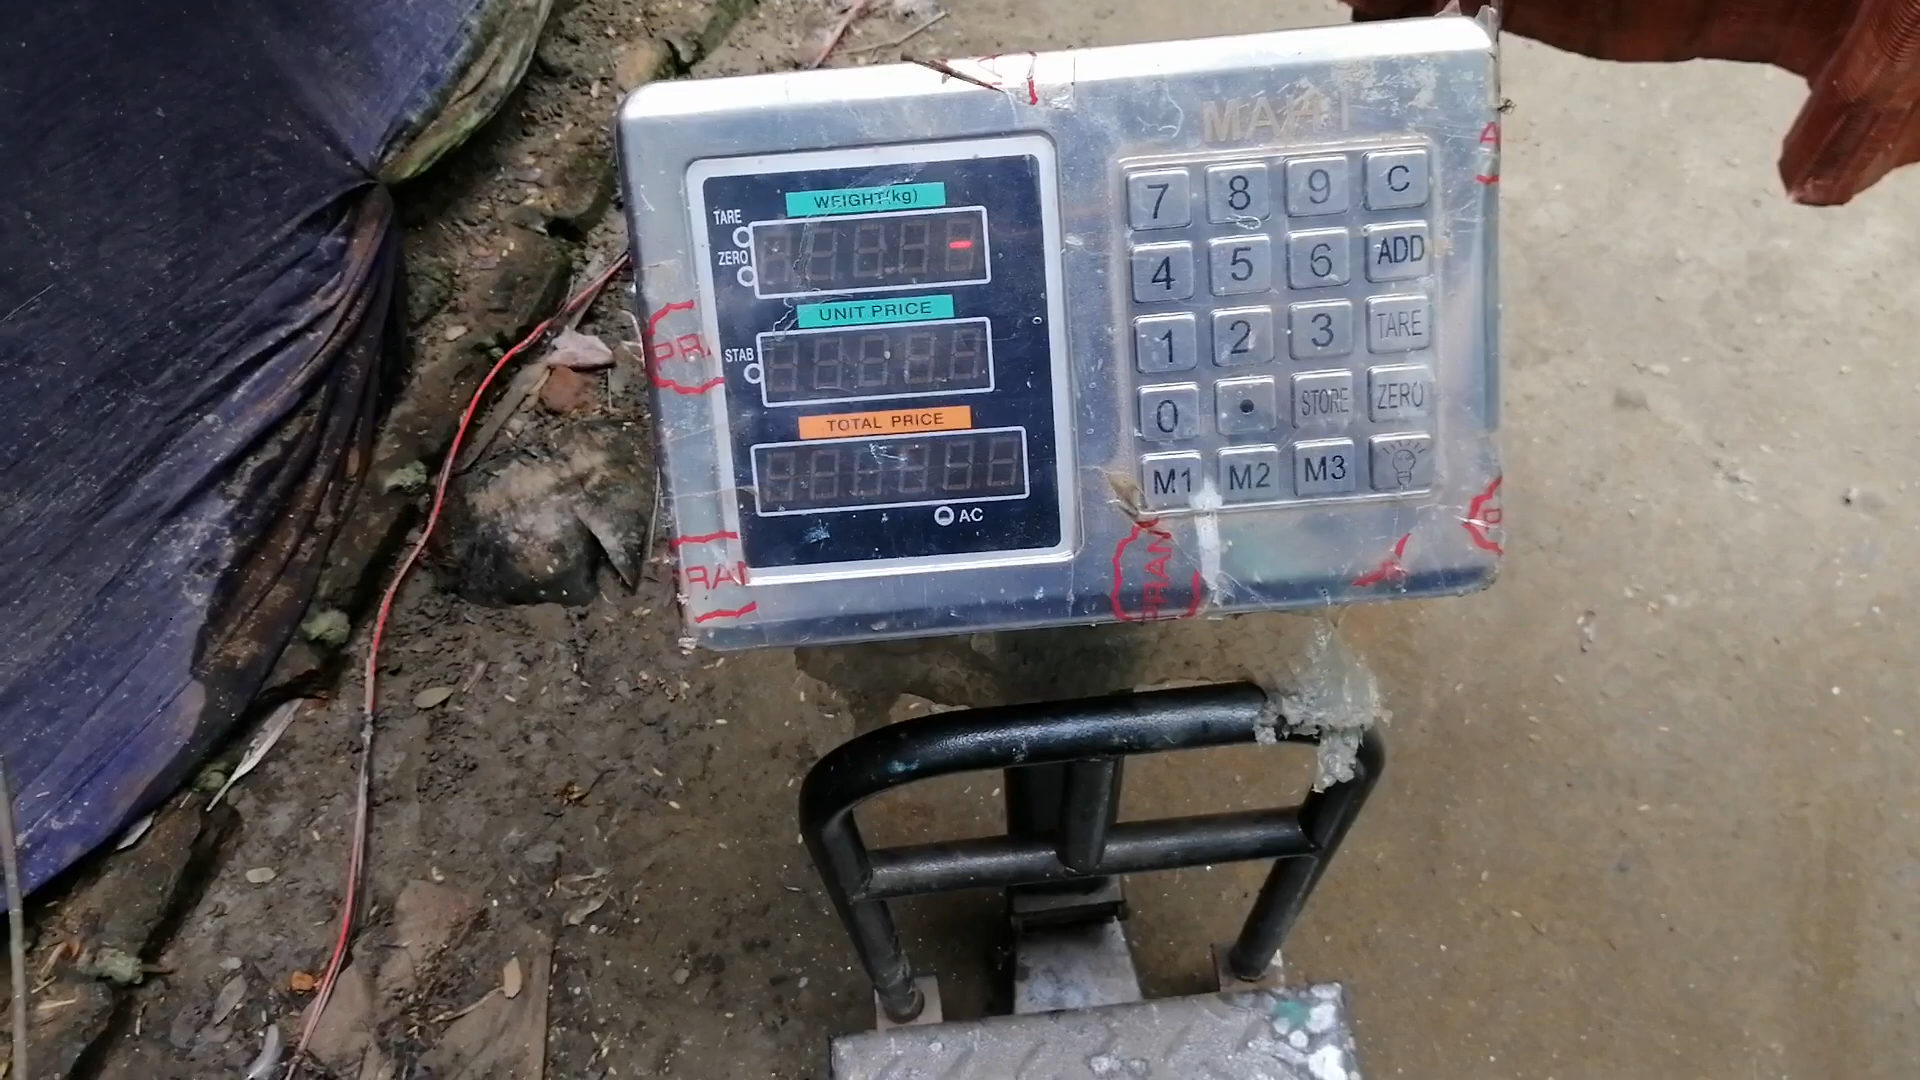 WEIGHT(kg)
TARE
ZERO
-
UNIT PRICE
STAB
TOTAL PRICE
AC
7 8 9 C
4 5 6 ADD
1 2 3 TARE
0 • STORE ZERO
M1 M2 M3
PRAN